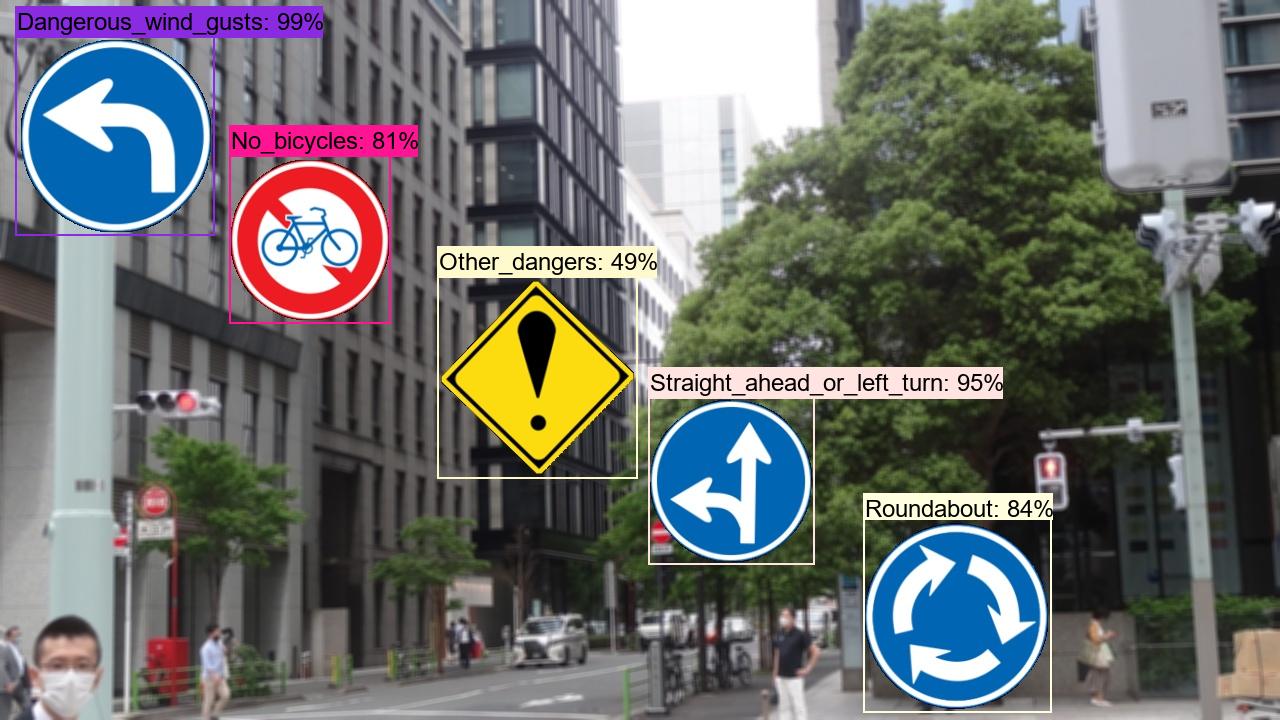 Dangerous_wind_gusts: 99%
No_bicycles: 81%
Other_dangers: 49%
Straight_ahead_or_left_turn: 95%
Roundabout: 84%